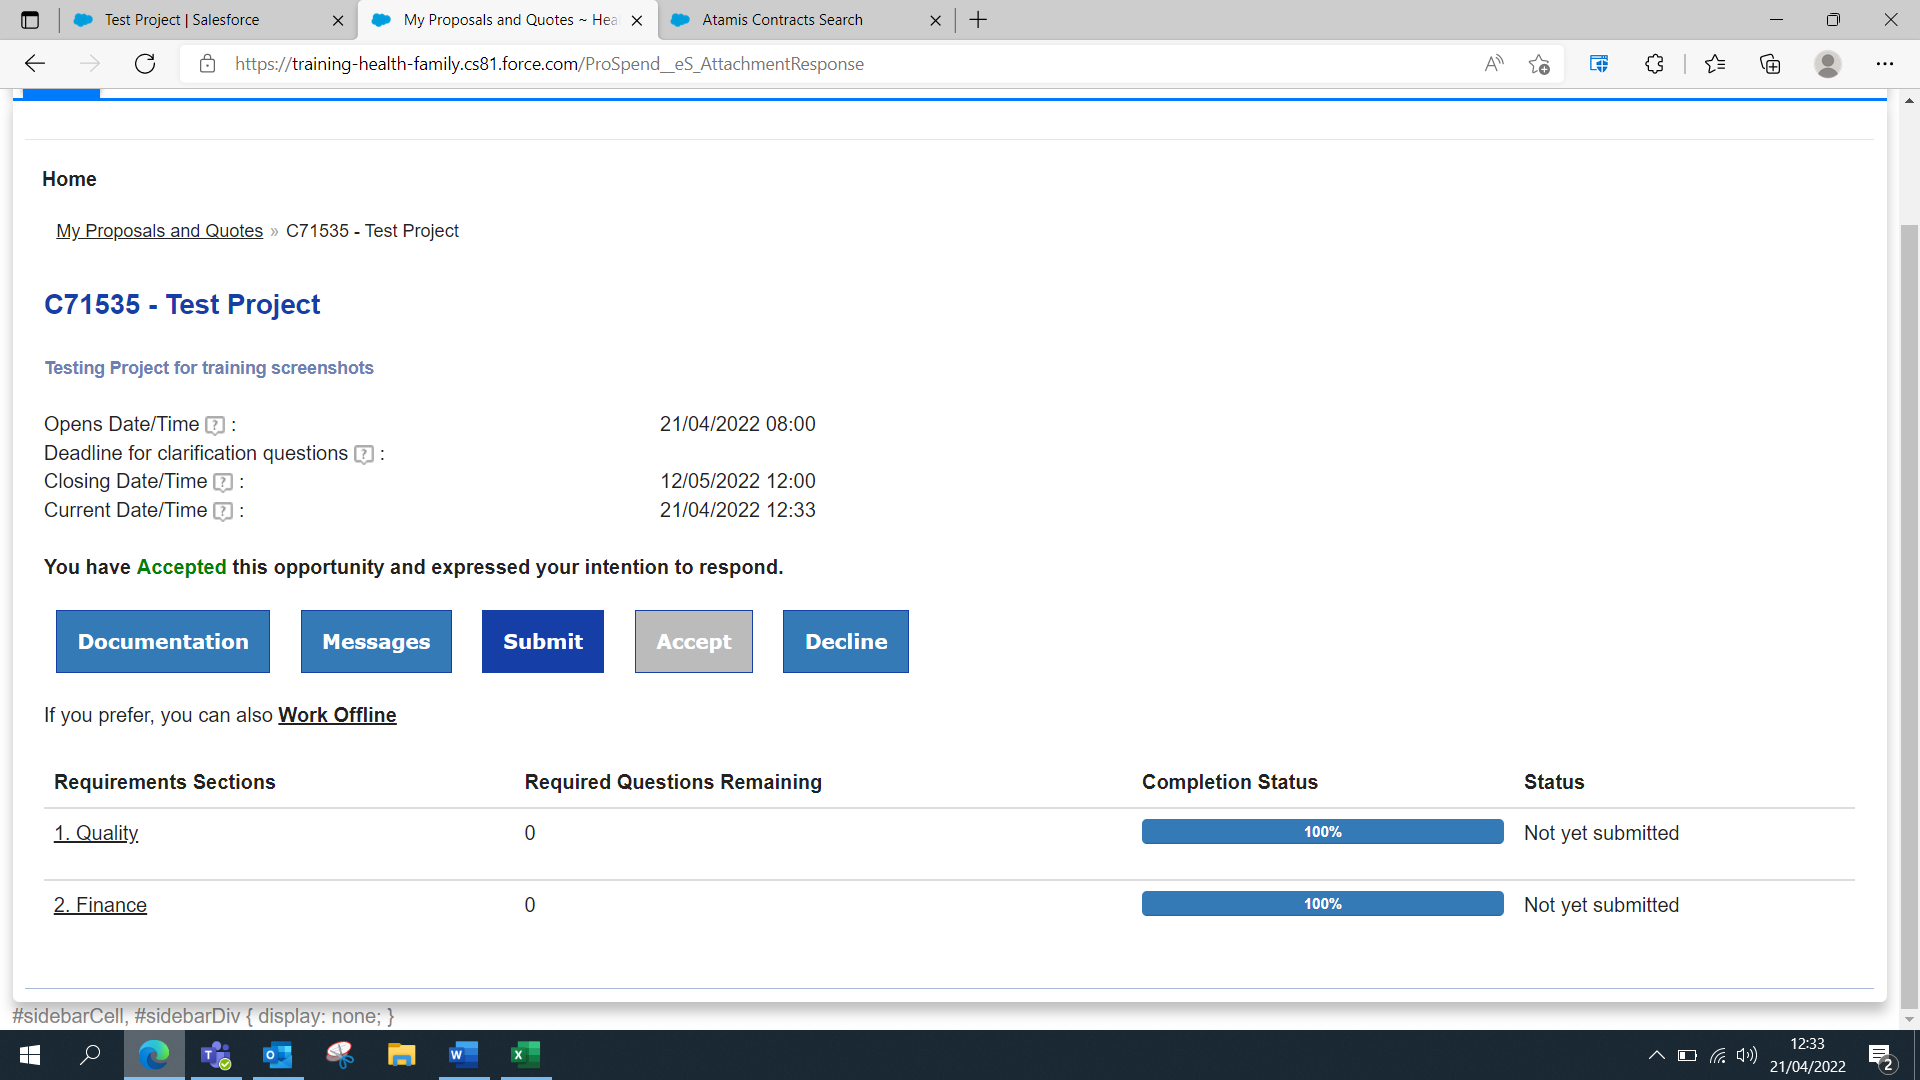 Test Project | Salesforce
My Proposals and Quotes ~ Hea
Atamis Contracts Search
https://training-health-family.cs81.force.com/ProSpend__eS_AttachmentResponse
Home
My Proposals and Quotes » C71535 - Test Project
C71535 - Test Project
Testing Project for training screenshots
Opens Date/Time ? : 21/04/2022 08:00
Deadline for clarification questions ? :
Closing Date/Time ? : 12/05/2022 12:00
Current Date/Time ? : 21/04/2022 12:33
You have Accepted this opportunity and expressed your intention to respond.
Documentation Messages Submit Accept Decline
If you prefer, you can also Work Offline
Requirements Sections Required Questions Remaining Completion Status Status
1. Quality 0 100% Not yet submitted
2. Finance 0 100% Not yet submitted
#sidebarCell, #sidebarDiv { display: none; }
12:33
21/04/2022
2